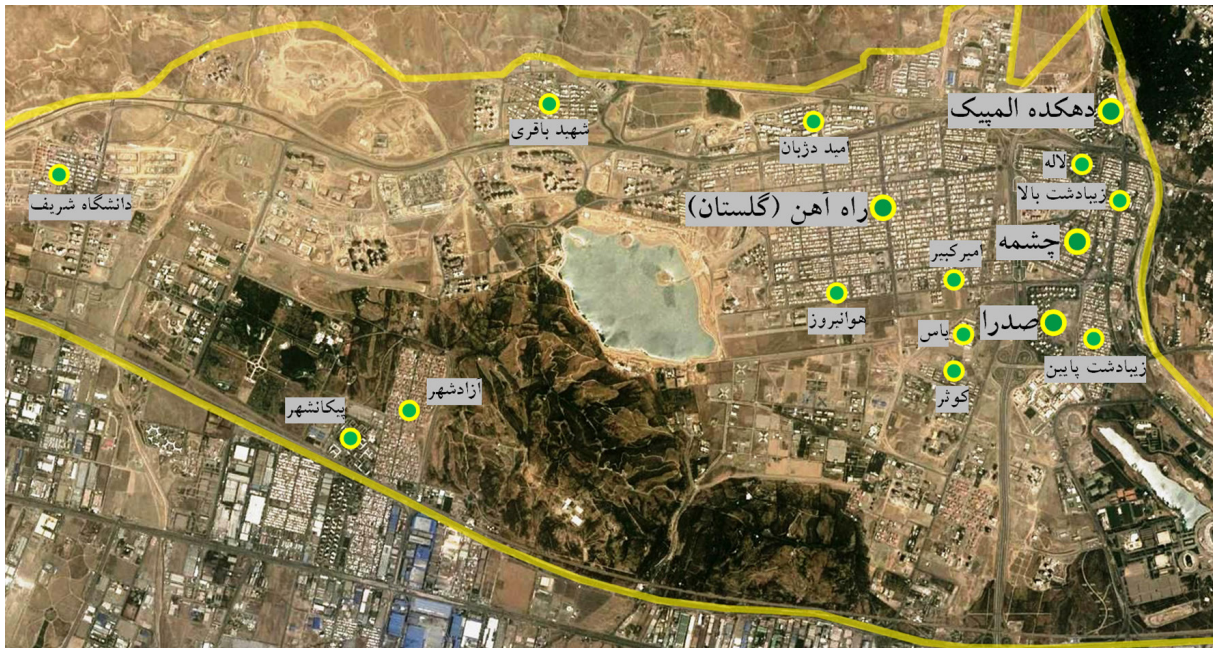 دهکده المپیک
شهید باقری
امید دژبان
لاله
زیبادشت بالا
دانشگاه شریف
راه آهن (گلستان)
چشمه
میرکبیر
هوانیروز
صدرا
یاس
زیبادشت پایین
کوثر
ازادشهر
پیکانشهر